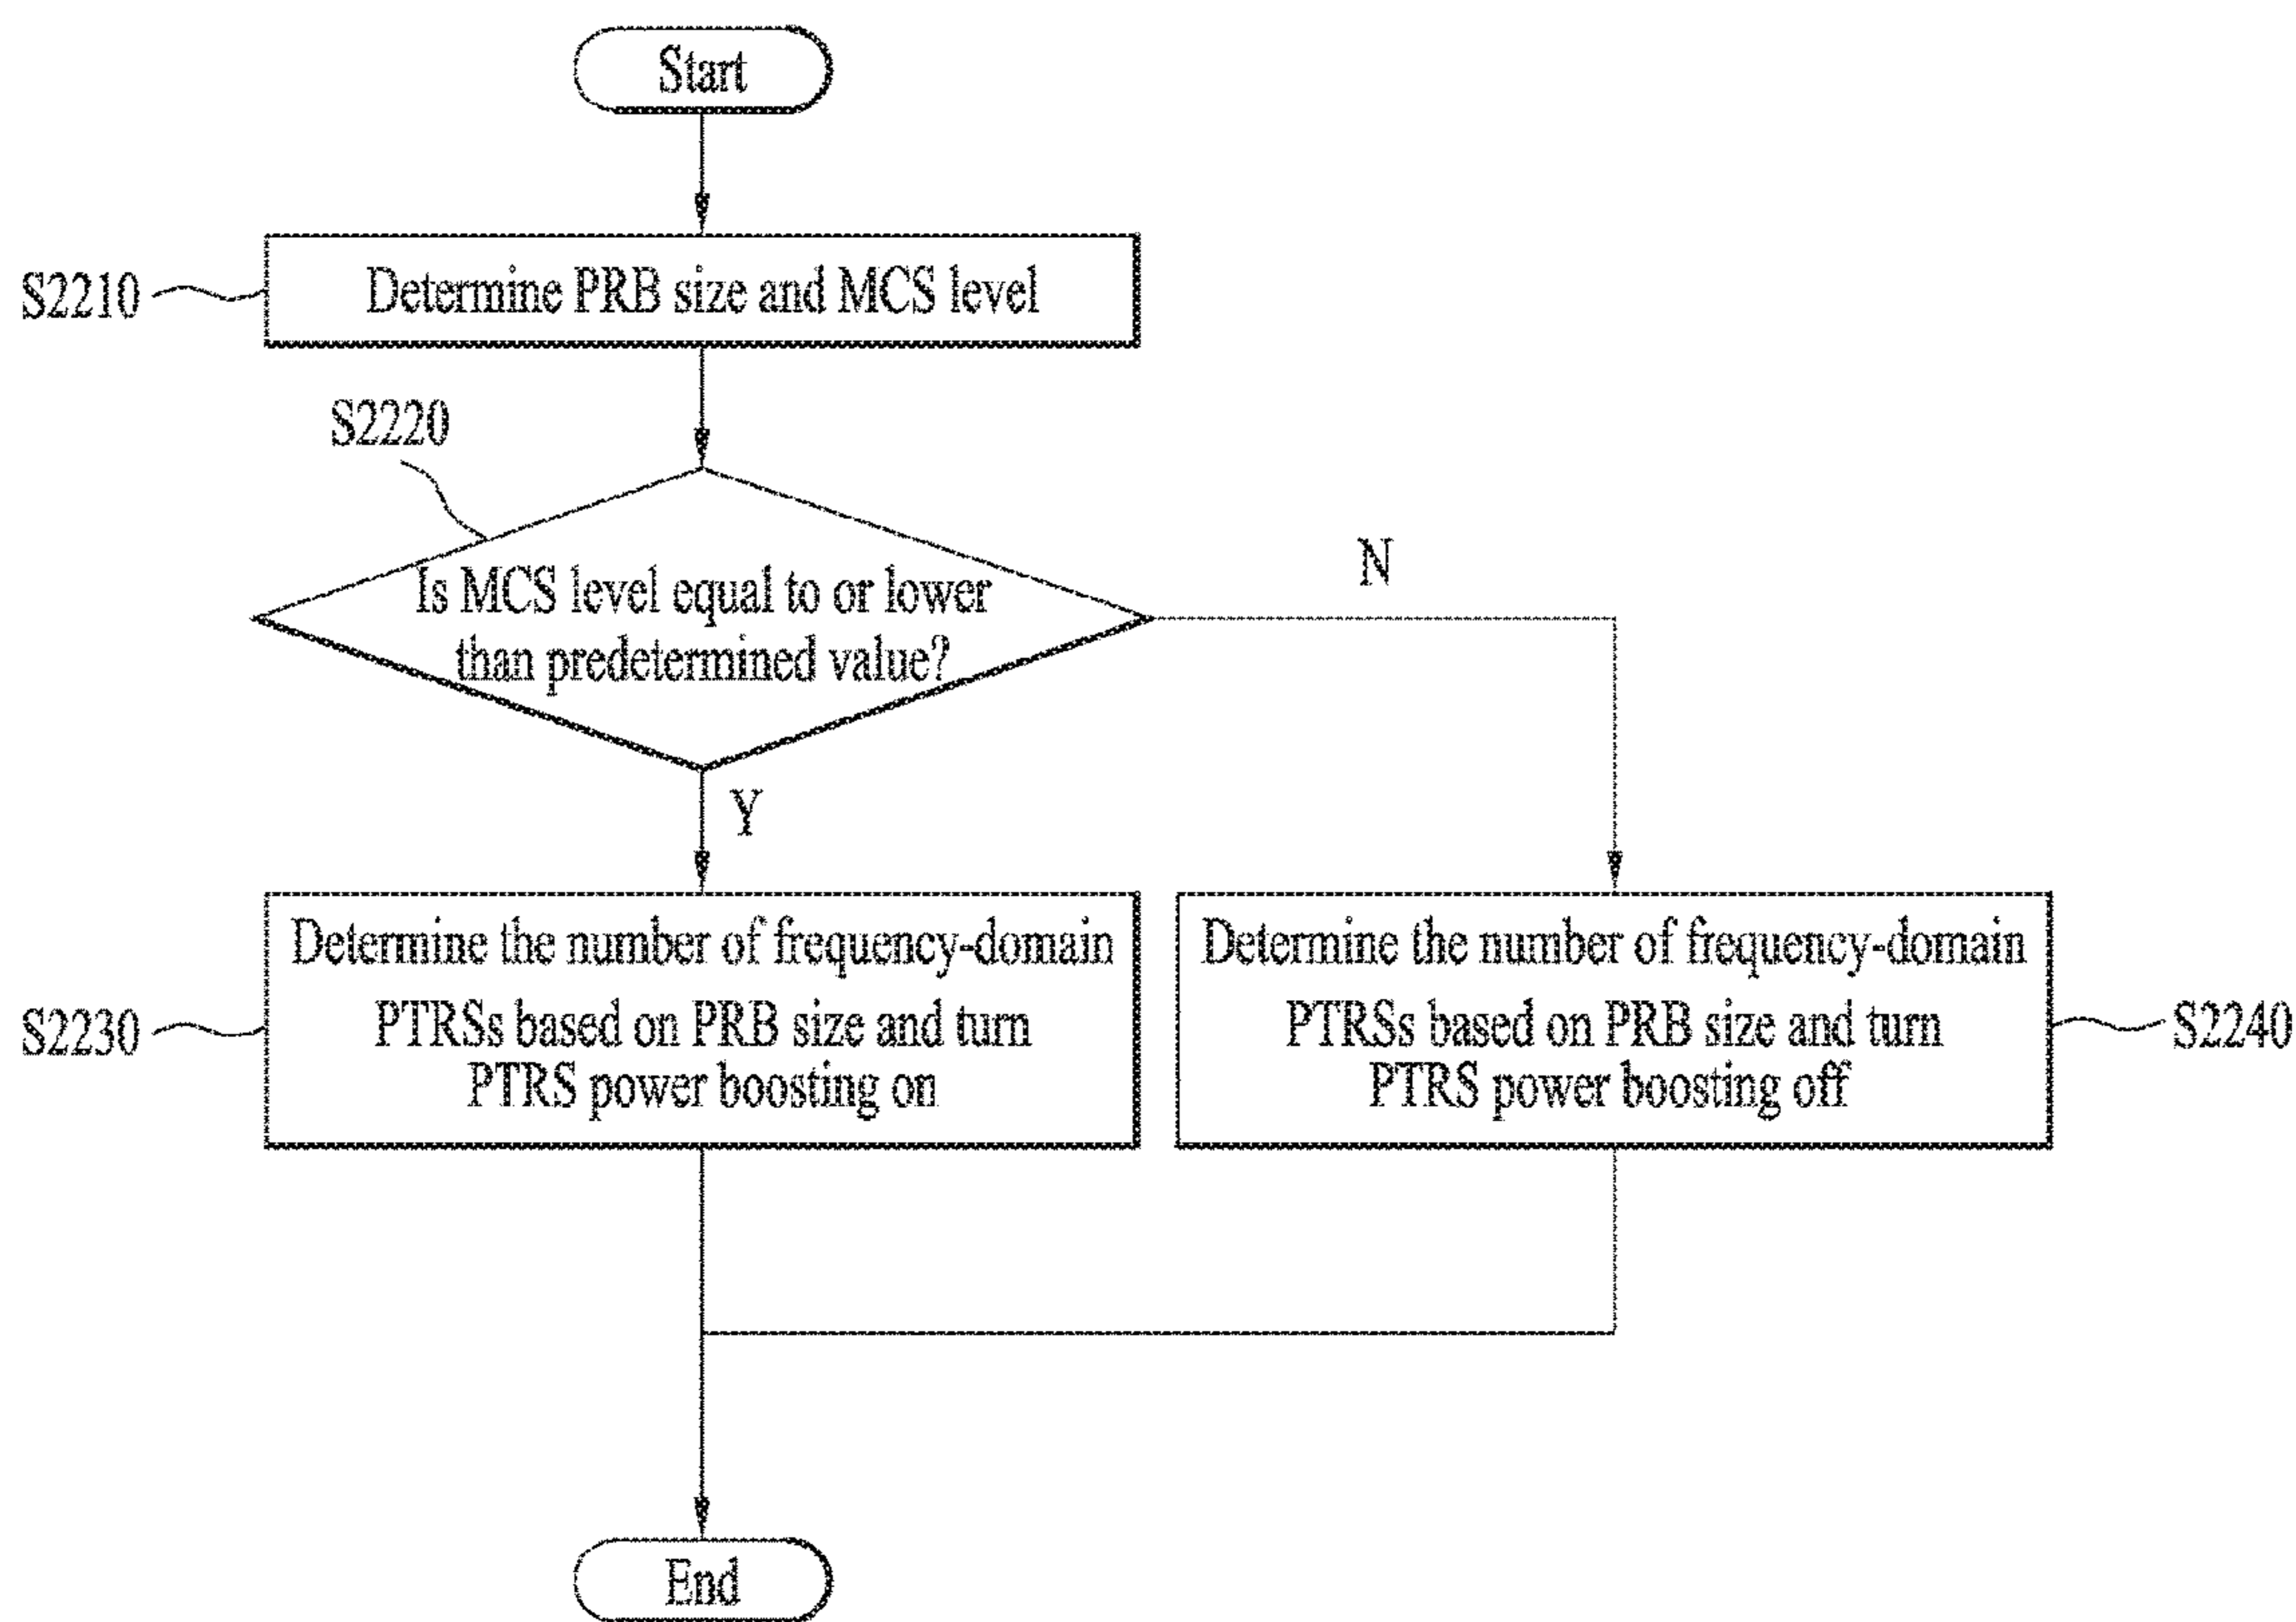 Start
S2210
Determine PRB size and MCS level
S2220
Is MCS level equal to or lower
than predetermined value?
N
Y
S2230
Determine the number of frequency-domain
PTRSs based on PRB size and turn
PTRS power boosting on
Determine the number of frequency-domain
PTRSs based on PRB size and turn
PTRS power boosting off
S2240
End